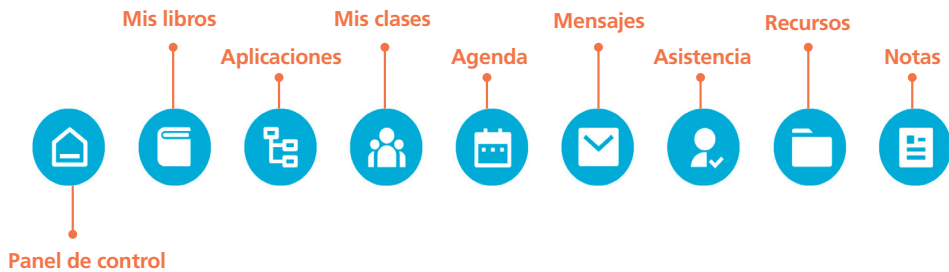 Mis libros
Mis clases
Mensajes
Recursos
Aplicaciones
Agenda
Asistencia
Notas
Panel de control